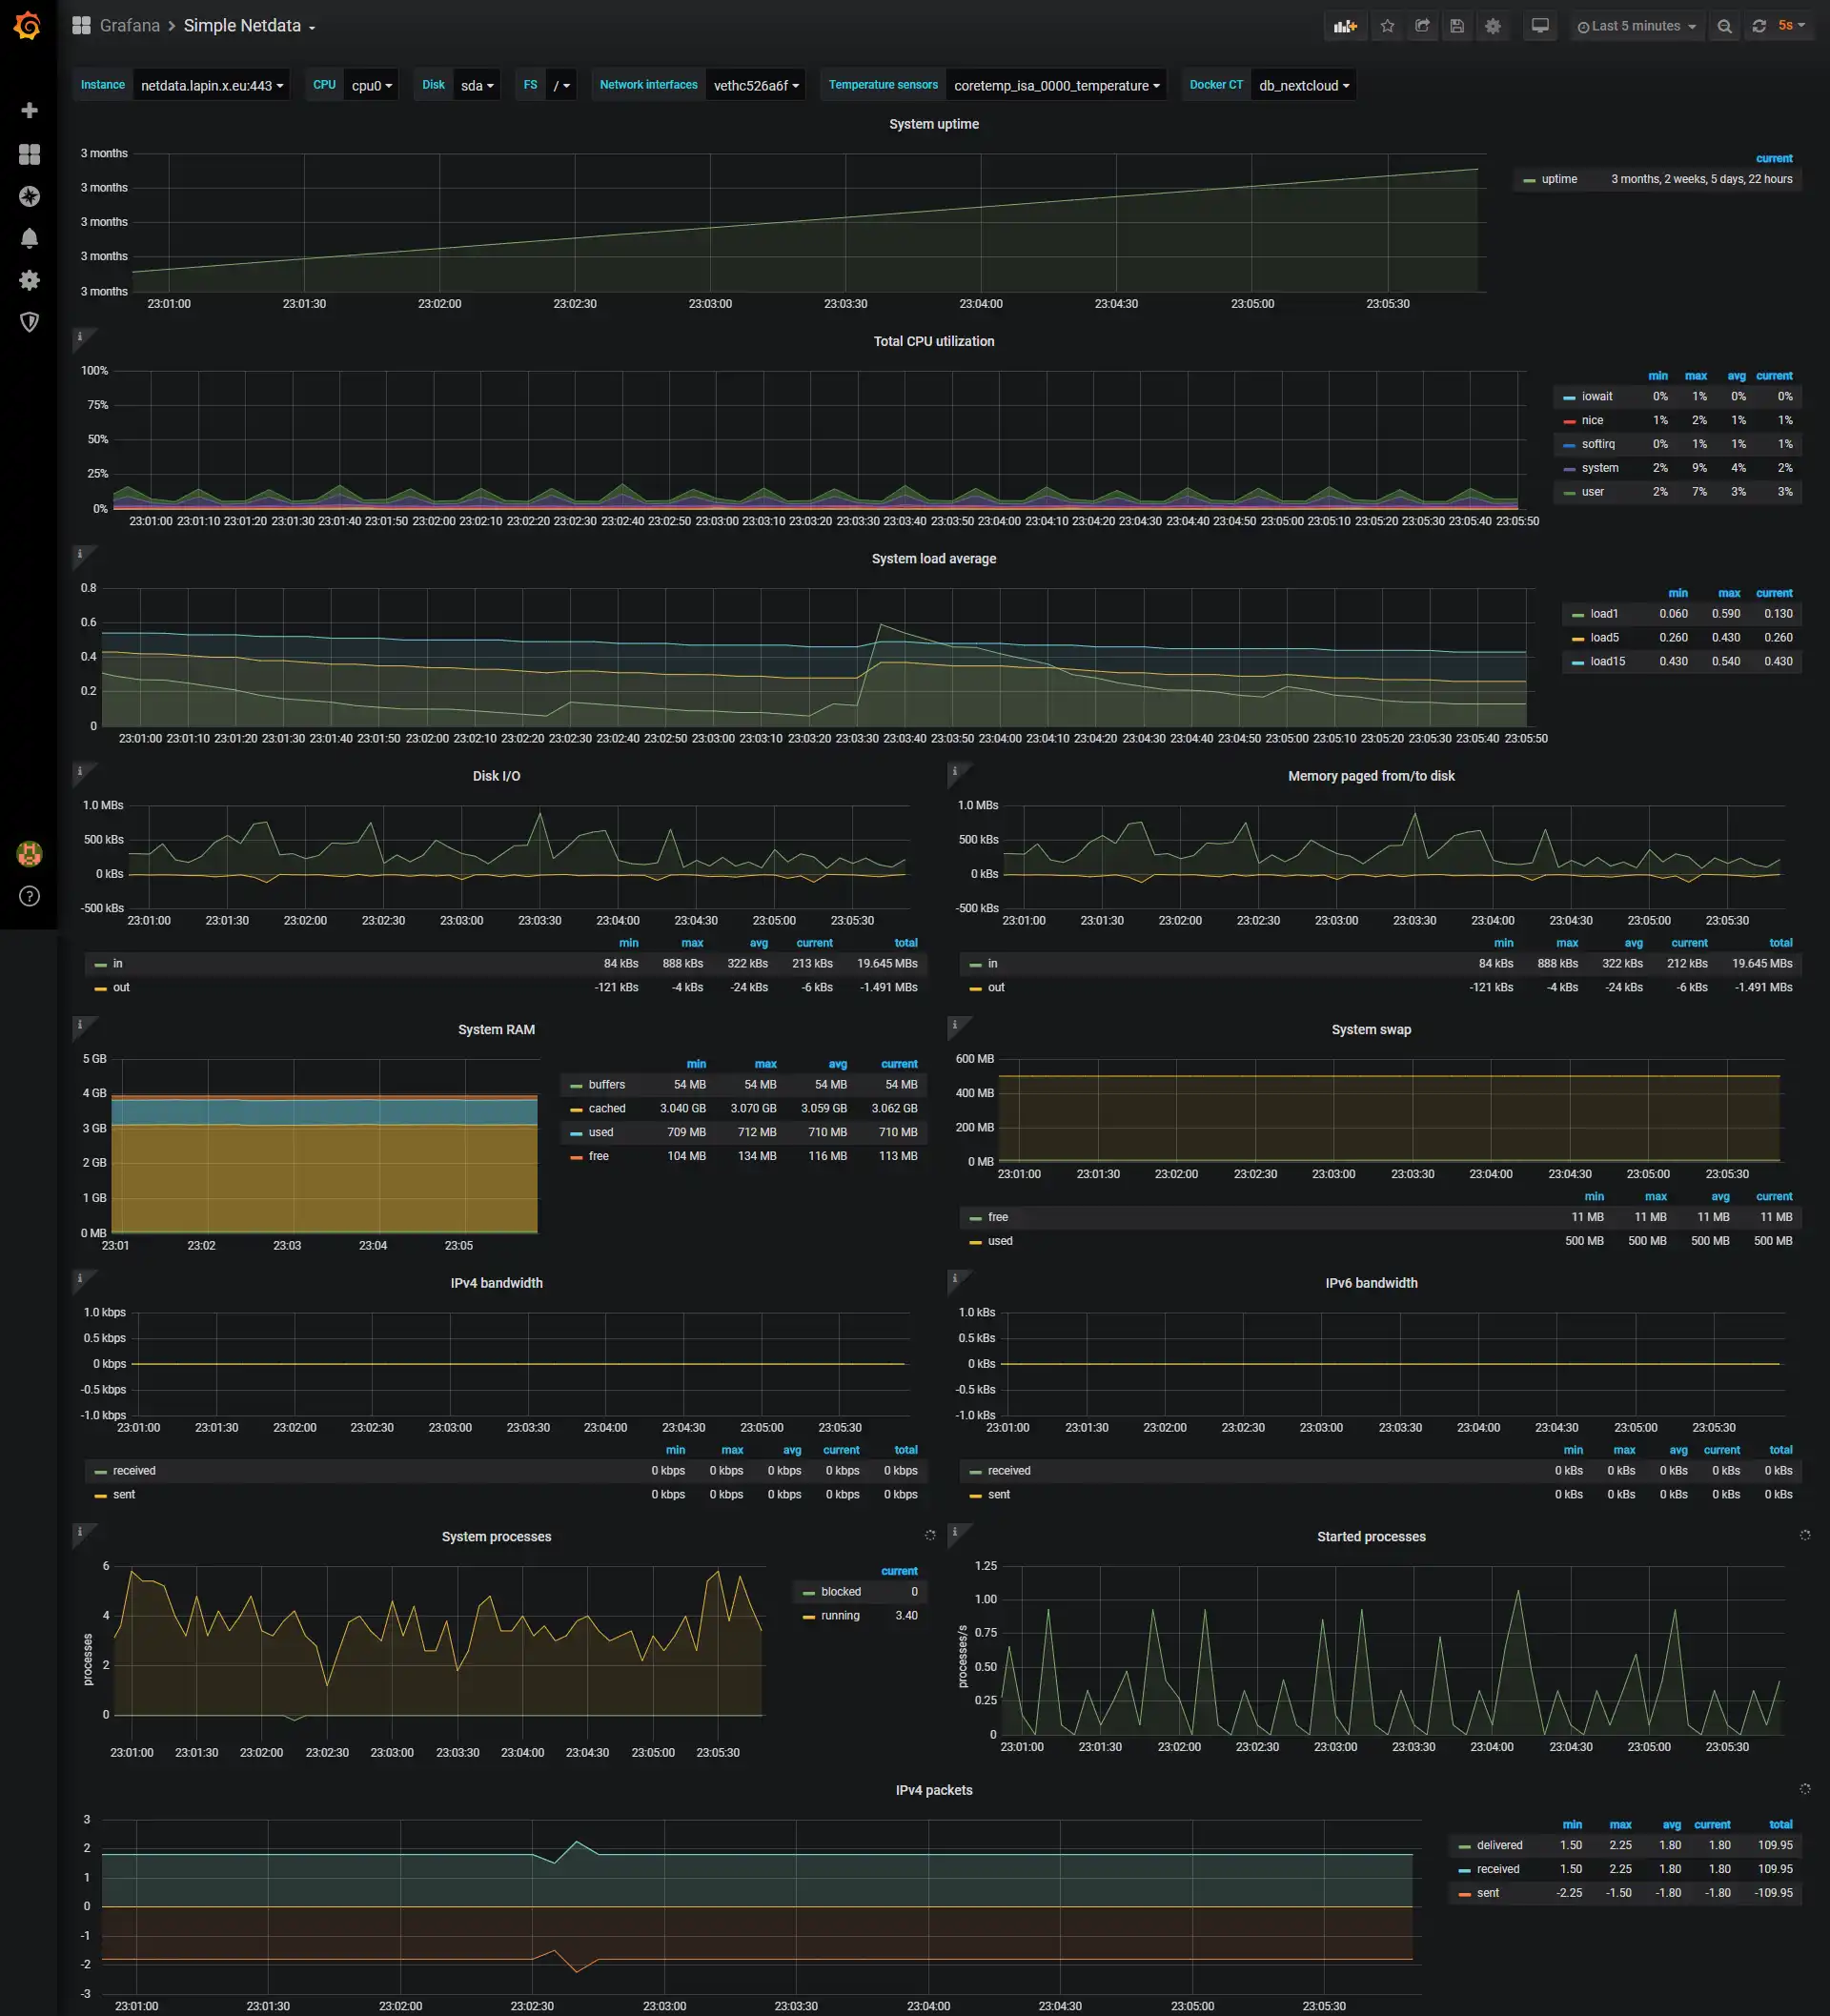 Grafana > Simple Netdata
Last 5 minutes 5s
Instance netdata.lapin.x.eu:443 CPU cpu0 Disk sda FS / Network interfaces vethc526a6f Temperature sensors coretemp_isa_0000_temperature Docker CT db_nextcloud
System uptime
3 months
3 months
3 months
3 months
3 months
23:01:00 23:01:30 23:02:00 23:02:30 23:03:00 23:03:30 23:04:00 23:04:30 23:05:00 23:05:30
current
uptime 3 months, 2 weeks, 5 days, 22 hours
Total CPU utilization
100%
75%
50%
25%
0%
23:01:00 23:01:10 23:01:20 23:01:30 23:01:40 23:01:50 23:02:00 23:02:10 23:02:20 23:02:30 23:02:40 23:02:50 23:03:00 23:03:10 23:03:20 23:03:30 23:03:40 23:03:50 23:04:00 23:04:10 23:04:20 23:04:30 23:04:40 23:04:50 23:05:00 23:05:10 23:05:20 23:05:30 23:05:40 23:05:50
min max avg current
iowait 0% 1% 0% 0%
nice 1% 2% 1% 1%
softirq 0% 1% 1% 1%
system 2% 9% 4% 2%
user 2% 7% 3% 3%
System load average
0.8
0.6
0.4
0.2
0
23:01:00 23:01:10 23:01:20 23:01:30 23:01:40 23:01:50 23:02:00 23:02:10 23:02:20 23:02:30 23:02:40 23:02:50 23:03:00 23:03:10 23:03:20 23:03:30 23:03:40 23:03:50 23:04:00 23:04:10 23:04:20 23:04:30 23:04:40 23:04:50 23:05:00 23:05:10 23:05:20 23:05:30 23:05:40 23:05:50
min max current
load1 0.060 0.590 0.130
load5 0.260 0.430 0.260
load15 0.430 0.540 0.430
Disk I/O
1.0 MBs
500 kBs
0 kBs
-500 kBs
23:01:00 23:01:30 23:02:00 23:02:30 23:03:00 23:03:30 23:04:00 23:04:30 23:05:00 23:05:30
min max avg current total
in 84 kBs 888 kBs 322 kBs 213 kBs 19.645 MBs
out -121 kBs -4 kBs -24 kBs -6 kBs -1.491 MBs
Memory paged from/to disk
1.0 MBs
500 kBs
0 kBs
-500 kBs
23:01:00 23:01:30 23:02:00 23:02:30 23:03:00 23:03:30 23:04:00 23:04:30 23:05:00 23:05:30
min max avg current total
in 84 kBs 888 kBs 322 kBs 212 kBs 19.645 MBs
out -121 kBs -4 kBs -24 kBs -6 kBs -1.491 MBs
System RAM
5 GB
4 GB
3 GB
2 GB
1 GB
0 MB
23:01 23:02 23:03 23:04 23:05
min max avg current
buffers 54 MB 54 MB 54 MB 54 MB
cached 3.040 GB 3.070 GB 3.059 GB 3.062 GB
used 709 MB 712 MB 710 MB 710 MB
free 104 MB 134 MB 116 MB 113 MB
System swap
600 MB
400 MB
200 MB
0 MB
23:01:00 23:01:30 23:02:00 23:02:30 23:03:00 23:03:30 23:04:00 23:04:30 23:05:00 23:05:30
min max avg current
free 11 MB 11 MB 11 MB 11 MB
used 500 MB 500 MB 500 MB 500 MB
IPv4 bandwidth
1.0 kbps
0.5 kbps
0 kbps
-0.5 kbps
-1.0 kbps
23:01:00 23:01:30 23:02:00 23:02:30 23:03:00 23:03:30 23:04:00 23:04:30 23:05:00 23:05:30
min max avg current total
received 0 kbps 0 kbps 0 kbps 0 kbps 0 kbps
sent 0 kbps 0 kbps 0 kbps 0 kbps 0 kbps
IPv6 bandwidth
1.0 kBs
0.5 kBs
0 kBs
-0.5 kBs
-1.0 kBs
23:01:00 23:01:30 23:02:00 23:02:30 23:03:00 23:03:30 23:04:00 23:04:30 23:05:00 23:05:30
min max avg current total
received 0 kBs 0 kBs 0 kBs 0 kBs 0 kBs
sent 0 kBs 0 kBs 0 kBs 0 kBs 0 kBs
System processes
processes
6
4
2
0
23:01:00 23:01:30 23:02:00 23:02:30 23:03:00 23:03:30 23:04:00 23:04:30 23:05:00 23:05:30
current
blocked 0
running 3.40
Started processes
processes/s
1.25
1.00
0.75
0.50
0.25
0
23:01:00 23:01:30 23:02:00 23:02:30 23:03:00 23:03:30 23:04:00 23:04:30 23:05:00 23:05:30
IPv4 packets
3
2
1
0
-1
-2
-3
23:01:00 23:01:30 23:02:00 23:02:30 23:03:00 23:03:30 23:04:00 23:04:30 23:05:00 23:05:30
min max avg current total
delivered 1.50 2.25 1.80 1.80 109.95
received 1.50 2.25 1.80 1.80 109.95
sent -2.25 -1.50 -1.80 -1.80 -109.95